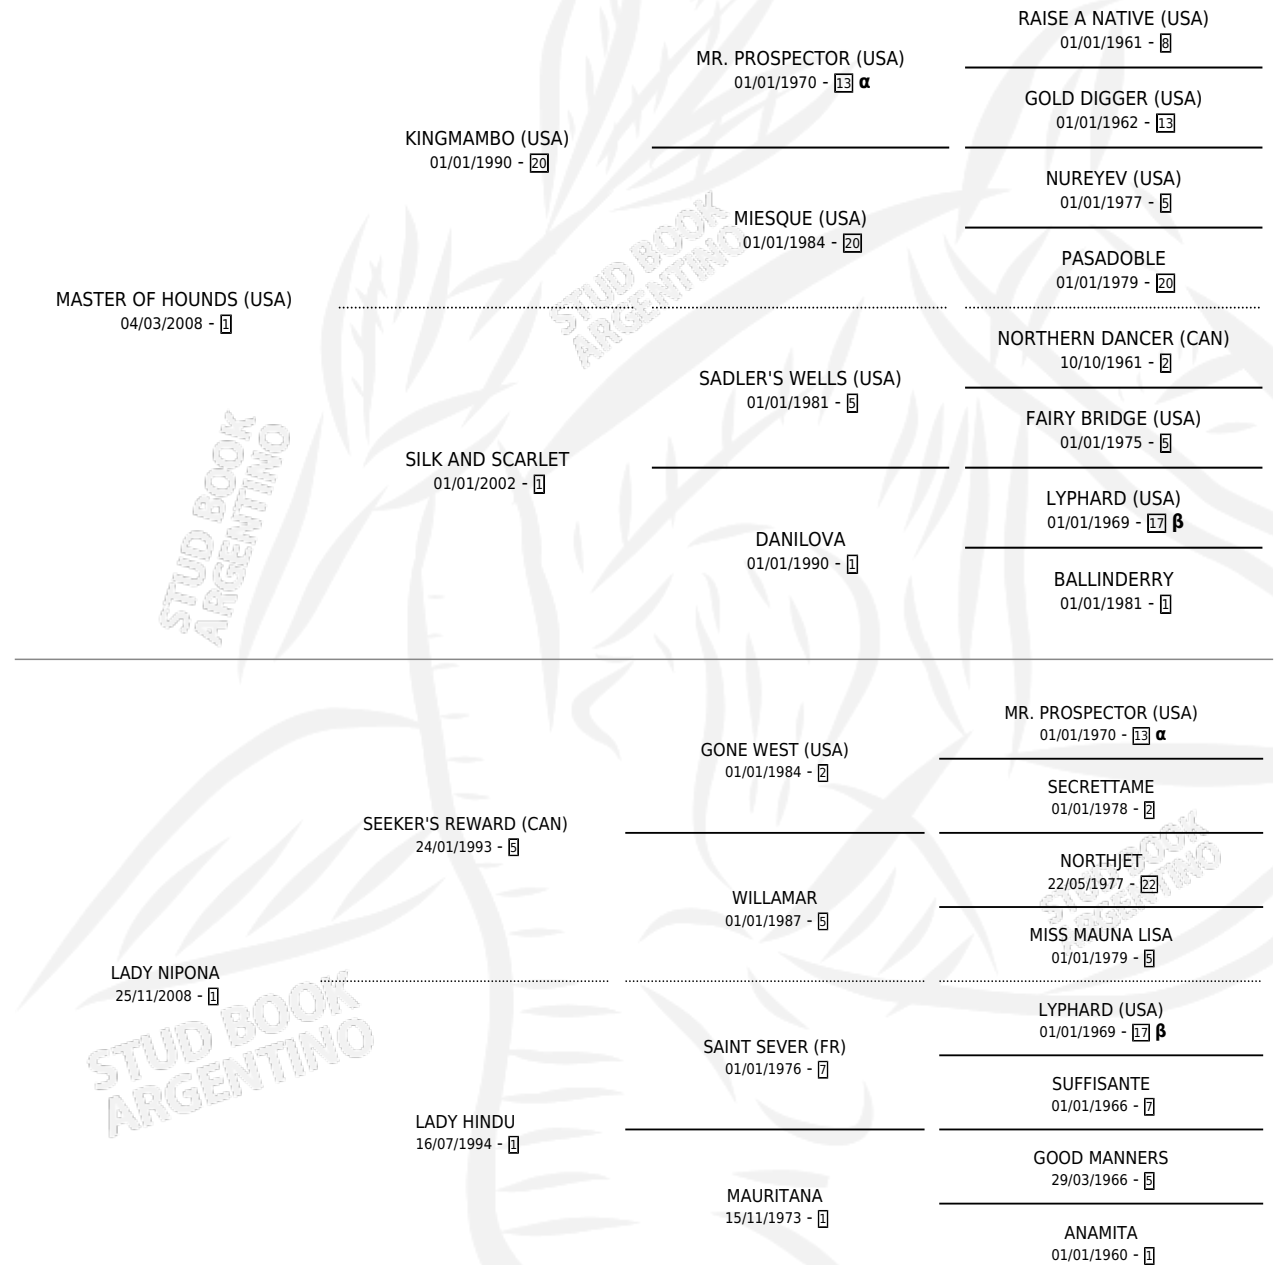 RAISE A NATIVE (USA)
01/01/1961 - 8
MR. PROSPECTOR (USA)
01/01/1970 - 13 α
GOLD DIGGER (USA)
01/01/1962 - 13
KINGMAMBO (USA)
01/01/1990 - 20
NUREYEV (USA)
01/01/1977 - 5
MIESQUE (USA)
01/01/1984 - 20
PASADOBLE
01/01/1979 - 20
MASTER OF HOUNDS (USA)
04/03/2008 - 1
NORTHERN DANCER (CAN)
10/10/1961 - 2
SADLER'S WELLS (USA)
01/01/1981 - 5
FAIRY BRIDGE (USA)
01/01/1975 - 5
SILK AND SCARLET
01/01/2002 - 1
LYPHARD (USA)
01/01/1969 - 17 β
DANILOVA
01/01/1990 - 1
BALLINDERRY
01/01/1981 - 1
MR. PROSPECTOR (USA)
01/01/1970 - 13 α
GONE WEST (USA)
01/01/1984 - 2
SECRETTAME
01/01/1978 - 2
SEEKER'S REWARD (CAN)
24/01/1993 - 5
NORTHJET
22/05/1977 - 22
WILLAMAR
01/01/1987 - 5
MISS MAUNA LISA
01/01/1979 - 5
LADY NIPONA
25/11/2008 - 1
LYPHARD (USA)
01/01/1969 - 17 β
SAINT SEVER (FR)
01/01/1976 - 7
SUFFISANTE
01/01/1966 - 7
LADY HINDU
16/07/1994 - 1
GOOD MANNERS
29/03/1966 - 5
MAURITANA
15/11/1973 - 1
ANAMITA
01/01/1960 - 1
STUD BOOK
ARGENTINO
STUD BOOK
ARGENTINO
STUD BOOK
ARGENTINO
STUD BOOK
ARGENTINO